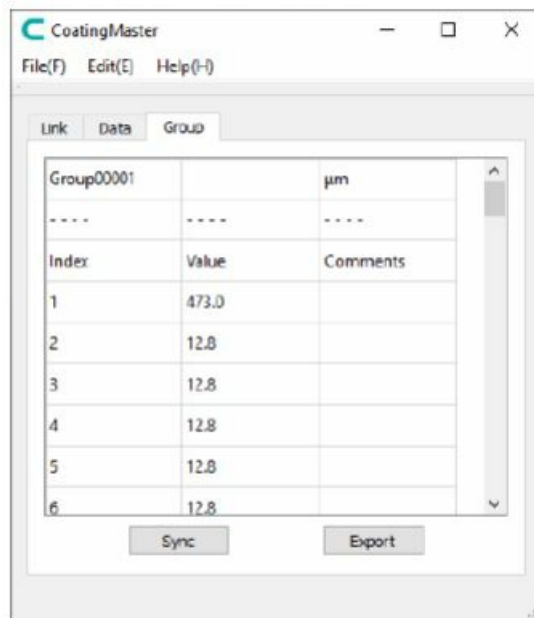 CoatingMaster
File(F) Edit(E) Help(H)
Link Data Group
Group00001 μm
---- ---- ----
Index Value Comments
1 473.0
2 12.8
3 12.8
4 12.8
5 12.8
6 12.8
Sync Export